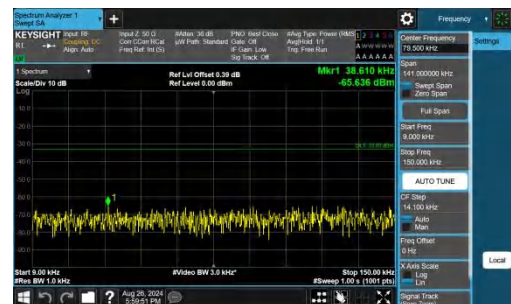 Spectrum Analyzer 1
Swept SA
Frequency
KEYSIGHT Input: RF
Coupling: DC
Align: Auto
Input Z: 50 Ω
Corr CCorr RCal
Freq Ref: Int (S)
#Atten: 30 dB
µW Path: Standard
PNO: Best Close
Gate: Off
IF Gain: Low
Sig Track: Off
#Avg Type: Power (RMS
Avg|Hold: 1/1
Trig: Free Run
1 Spectrum
Scale/Div 10 dB
Log
Ref Lvl Offset 0.39 dB
Ref Level 0.00 dBm
Mkr1 38.610 kHz
-65.636 dBm
1
Start 9.00 kHz
#Res BW 1.0 kHz
#Video BW 3.0 kHz*
Stop 150.00 kHz
#Sweep 1.00 s (1001 pts)
Aug 28, 2024
5:59:51 PM
Center Frequency
79.500 kHz
Settings
Span
141.000000 kHz
Swept Span
Zero Span
Full Span
Start Freq
9.000 kHz
Stop Freq
150.000 kHz
AUTO TUNE
CF Step
14.100 kHz
Auto
Man
Freq Offset
0 Hz
X Axis Scale
Log
Lin
Local
Signal Track